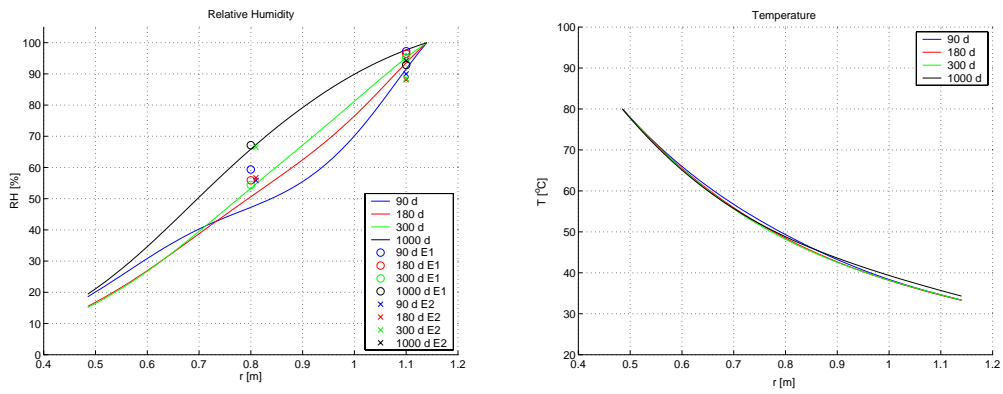 Relative Humidity
100
90
80
70
60
50
40
30
20
10
0
RH [%]
0.4 0.5 0.6 0.7 0.8 0.9 1 1.1 1.2
r [m]
90 d
180 d
300 d
1000 d
90 d E1
180 d E1
300 d E1
1000 d E1
90 d E2
180 d E2
300 d E2
1000 d E2
Temperature
100
90
80
70
60
50
40
30
20
T [°C]
0.4 0.5 0.6 0.7 0.8 0.9 1 1.1 1.2
r [m]
90 d
180 d
300 d
1000 d